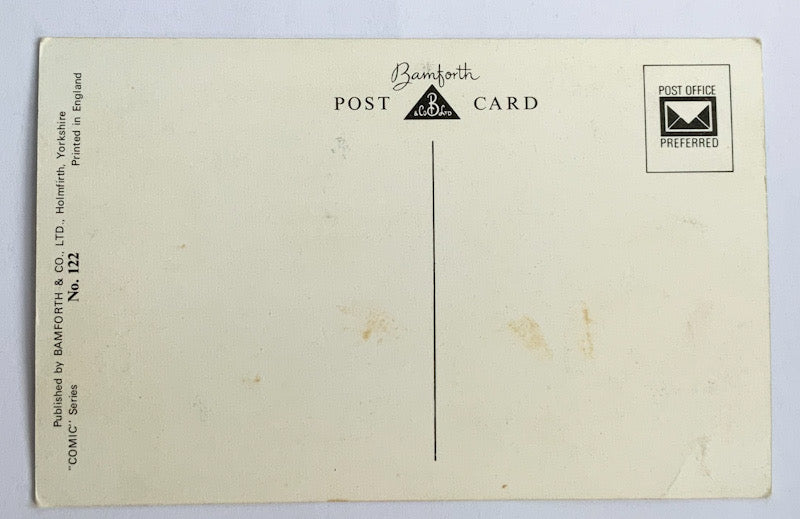 Bamforth
POST CARD
& Co B LTD
POST OFFICE
PREFERRED
Published by BAMFORTH & CO., LTD., Holmfirth, Yorkshire
"COMIC" Series No. 122 Printed in England